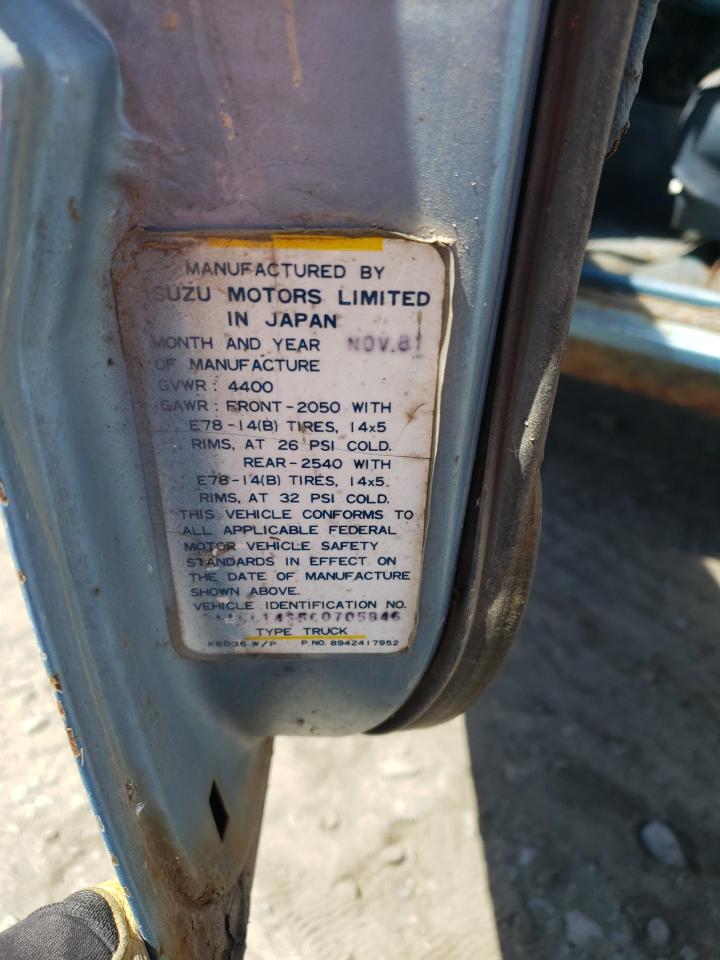 MANUFACTURED BY
SUZU MOTORS LIMITED
IN JAPAN
MONTH AND YEAR NOV. 81
OF MANUFACTURE
GVWR: 4400
GAWR: FRONT-2050 WITH
E78-14(B) TIRES, 14x5
RIMS, AT 26 PSI COLD.
REAR-2540 WITH
E78-14(B) TIRES, 14x5
RIMS, AT 32 PSI COLD.
THIS VEHICLE CONFORMS TO
ALL APPLICABLE FEDERAL
MOTOR VEHICLE SAFETY
STANDARDS IN EFFECT ON
THE DATE OF MANUFACTURE
SHOWN ABOVE.
VEHICLE IDENTIFICATION NO.
TYPE TRUCK
W/P P.NO. 8942417952